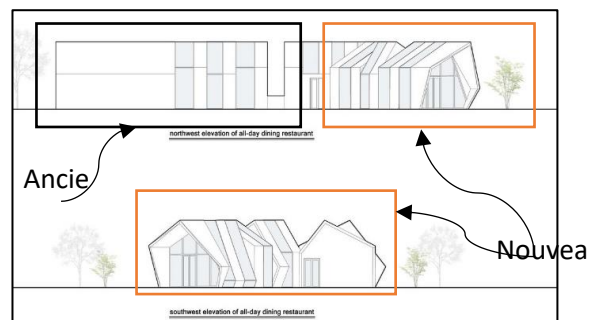 northwest elevation of all-day dining restaurant
Ancie
Nouvea
southwest elevation of all-day dining restaurant